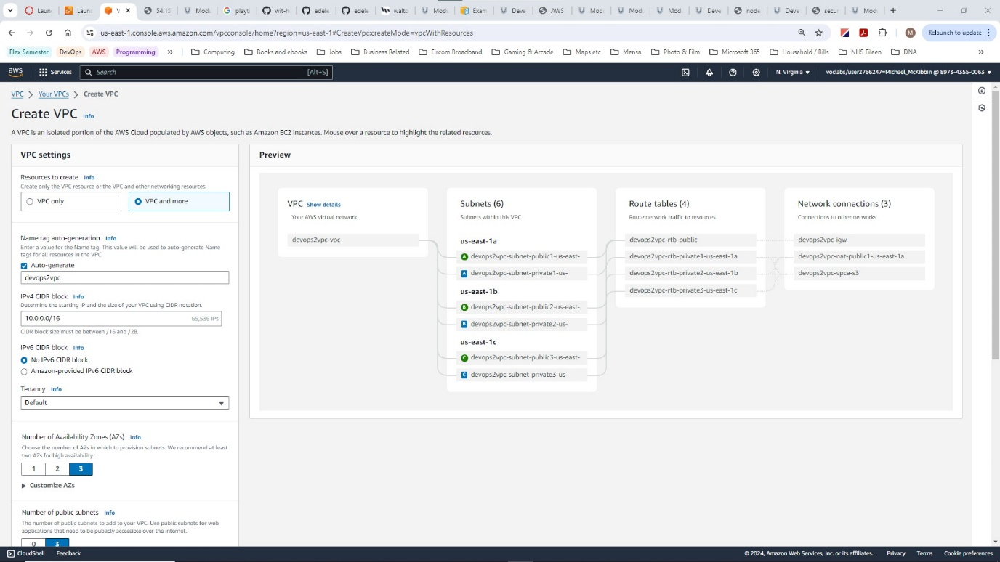 Laun
Laun
V
54.15
Mod
playti
wit-h
edele
edele
walto
Mod
Exam
Deve
AWS
Mod
Mod
Mod
Deve
node
Deve
secur
Mod
us-east-1.console.aws.amazon.com/vpcconsole/home?region=us-east-1#CreateVpc:createMode=vpcWithResources
M
Relaunch to update
Flex Semester
DevOps
AWS
Programming
Computing
Books and ebooks
Jobs
Business Related
Eircom Broadband
Gaming & Arcade
Maps etc
Mensa
Photo & Film
Microsoft 365
Household / Bills
NHS Eileen
DNA
aws
Services
Search
[Alt+S]
N. Virginia
voclabs/user2766247=Michael_McKibbin @ 8973-4355-0063
VPC
Your VPCs
Create VPC
Create VPC Info
A VPC is an isolated portion of the AWS Cloud populated by AWS objects, such as Amazon EC2 instances. Mouse over a resource to highlight the related resources.
VPC settings
Resources to create Info
Create only the VPC resource or the VPC and other networking resources.
VPC only
VPC and more
Name tag auto-generation Info
Enter a value for the Name tag. This value will be used to auto-generate Name
tags for all resources in the VPC.
Auto-generate
devops2vpc
IPv4 CIDR block Info
Determine the starting IP and the size of your VPC using CIDR notation.
10.0.0.0/16
65,536 IPs
CIDR block size must be between /16 and /28.
IPv6 CIDR block Info
No IPv6 CIDR block
Amazon-provided IPv6 CIDR block
Tenancy Info
Default
Number of Availability Zones (AZs) Info
Choose the number of AZs in which to provision subnets. We recommend at least
two AZs for high availability.
1
2
3
Customize AZs
Number of public subnets Info
The number of public subnets to add to your VPC. Use public subnets for web
applications that need to be publicly accessible over the internet.
0
3
Preview
VPC Show details
Your AWS virtual network
devops2vpc-vpc
Subnets (6)
Subnets within this VPC
us-east-1a
A devops2vpc-subnet-public1-us-east-
A devops2vpc-subnet-private1-us-
us-east-1b
B devops2vpc-subnet-public2-us-east-
B devops2vpc-subnet-private2-us-
us-east-1c
C devops2vpc-subnet-public3-us-east-
C devops2vpc-subnet-private3-us-
Route tables (4)
Route network traffic to resources
devops2vpc-rtb-public
devops2vpc-rtb-private1-us-east-1a
devops2vpc-rtb-private2-us-east-1b
devops2vpc-rtb-private3-us-east-1c
Network connections (3)
Connections to other networks
devops2vpc-igw
devops2vpc-nat-public1-us-east-1a
devops2vpc-vpce-s3
CloudShell
Feedback
© 2024, Amazon Web Services, Inc. or its affiliates.
Privacy
Terms
Cookie preferences